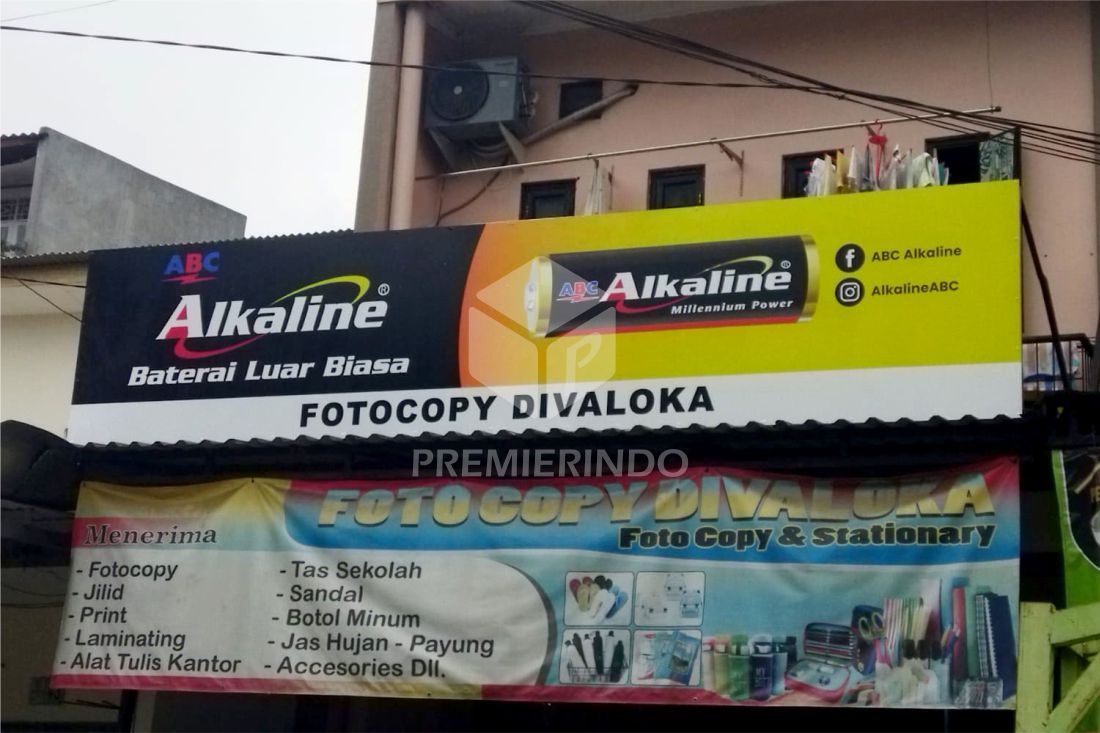 ABC
Alkaline®
Baterai Luar Biasa
ABC Alkaline®
Millennium Power
ABC Alkaline
AlkalineABC
FOTOCOPY DIVALOKA
PREMIERINDO
FOTO COPY DIVALOKA
Foto Copy & Stationary
Menerima
- Fotocopy
- Jilid
- Print
- Laminating
- Alat Tulis Kantor
- Tas Sekolah
- Sandal
- Botol Minum
- Jas Hujan - Payung
- Accesories Dll.